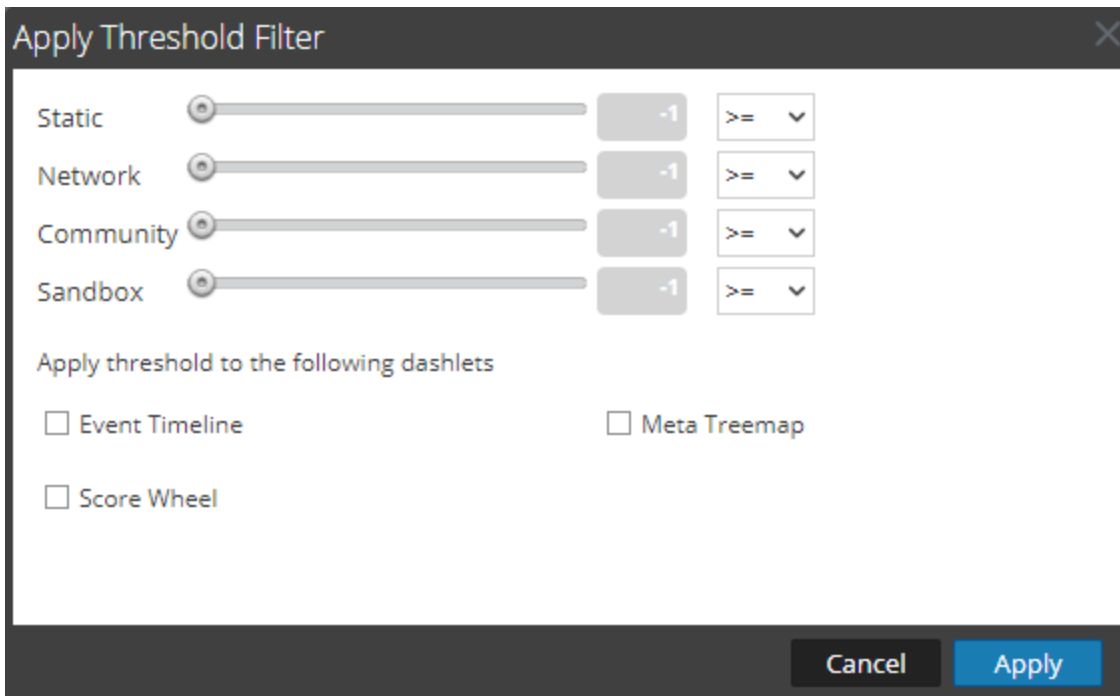 Apply Threshold Filter
Static -1 >=
Network -1 >=
Community -1 >=
Sandbox -1 >=
Apply threshold to the following dashlets
Event Timeline Meta Treemap
Score Wheel
Cancel Apply